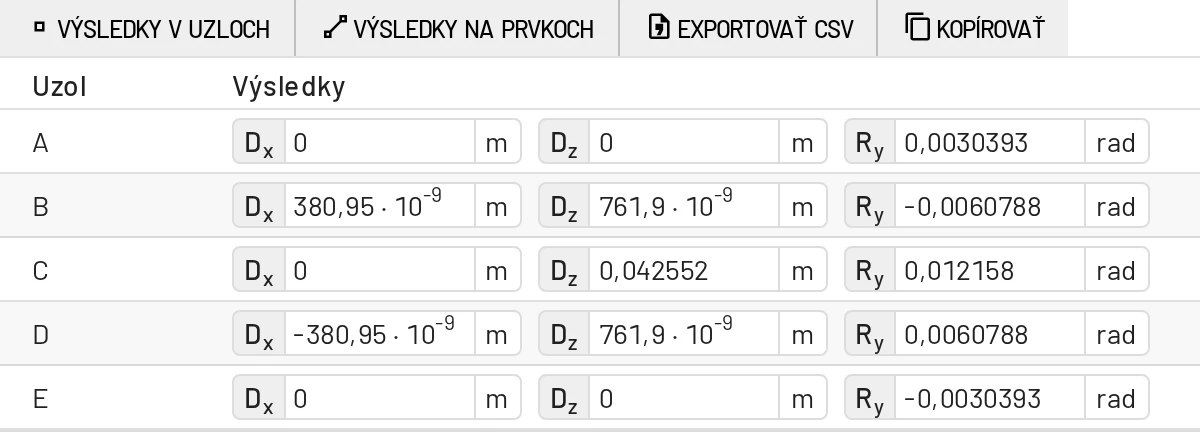 VÝSLEDKY V UZLOCH VÝSLEDKY NA PRVKOCH EXPORTOVAŤ CSV KOPÍROVAŤ
Uzol Výsledky
A Dx 0 m Dz 0 m Ry 0,0030393 rad
B Dx 380,95 · 10⁻⁹ m Dz 761,9 · 10⁻⁹ m Ry -0,0060788 rad
C Dx 0 m Dz 0,042552 m Ry 0,012158 rad
D Dx -380,95 · 10⁻⁹ m Dz 761,9 · 10⁻⁹ m Ry 0,0060788 rad
E Dx 0 m Dz 0 m Ry -0,0030393 rad